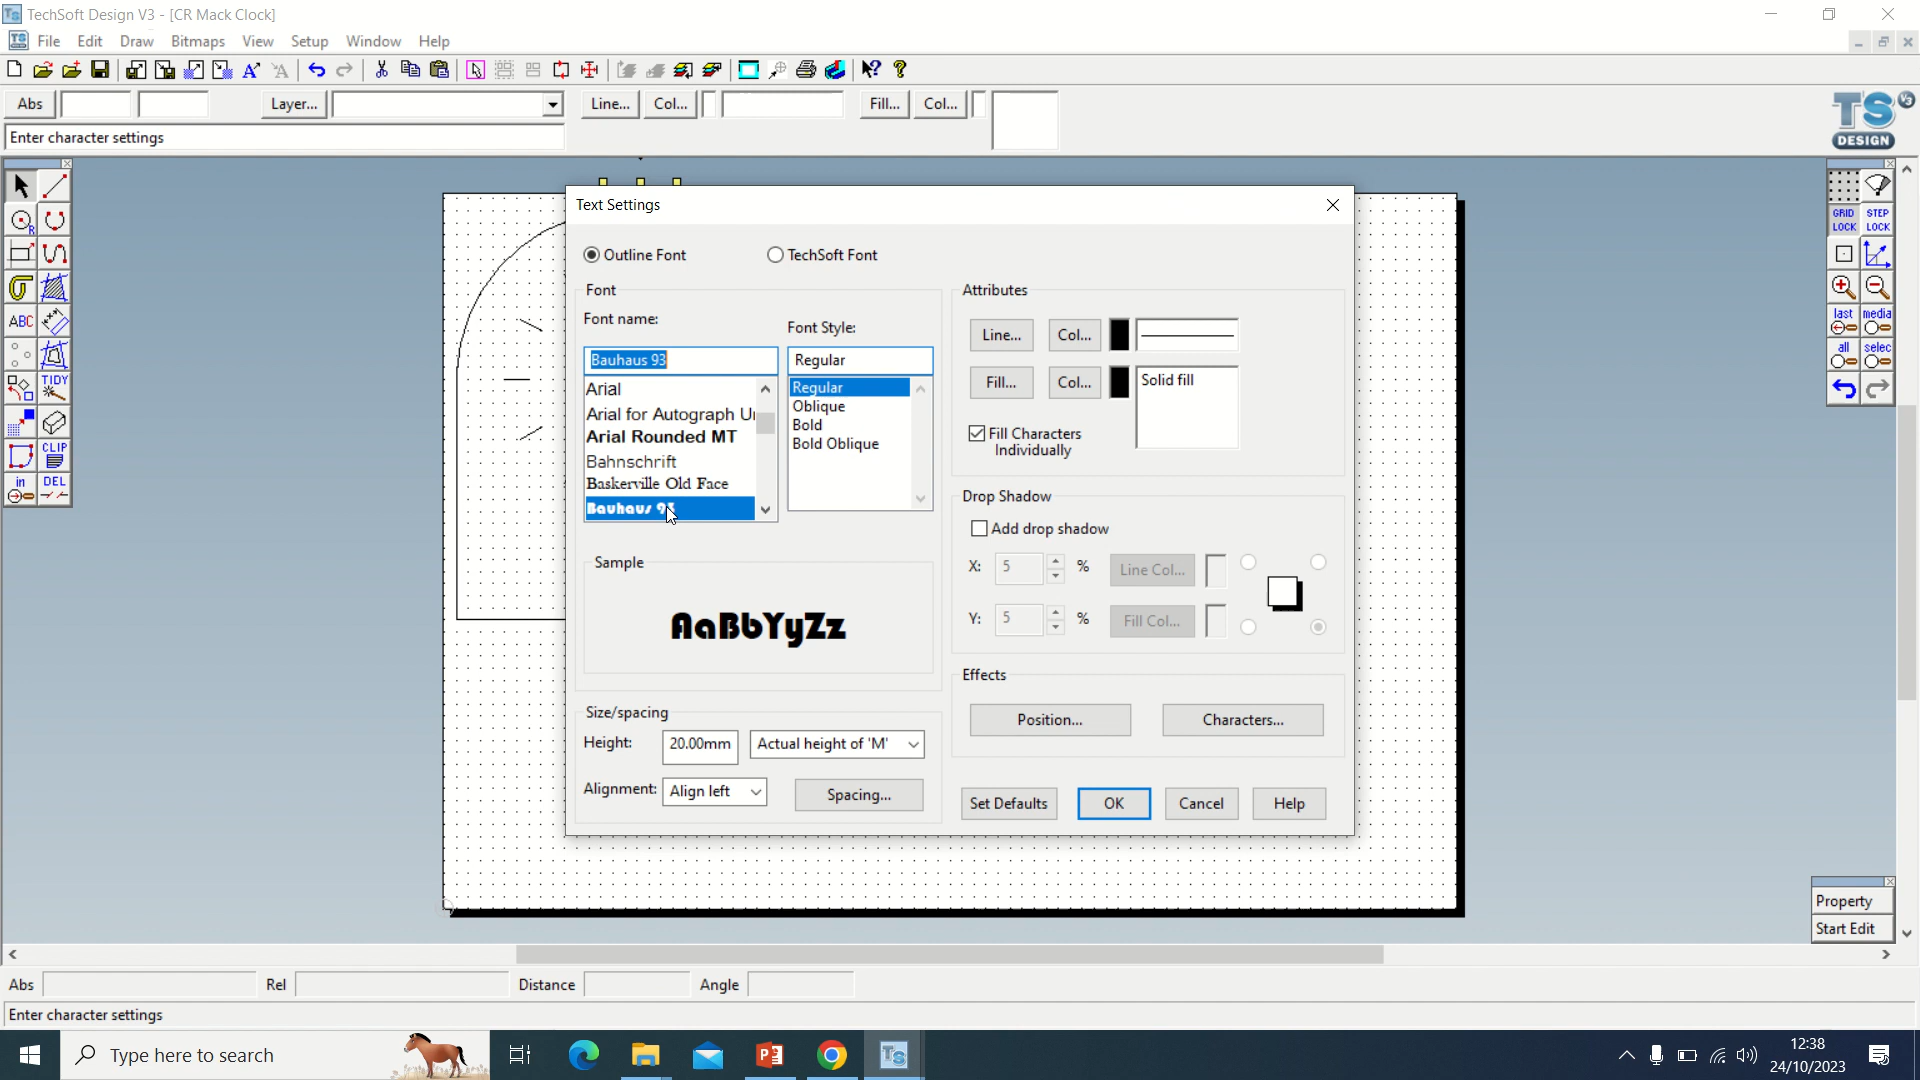 TechSoft Design V3 - [CR Mack Clock]
File Edit Draw Bitmaps View Setup Window Help
Abs Layer... Line... Col... Fill... Col...
TS V3
DESIGN
Enter character settings
Text Settings
Outline Font TechSoft Font
Font
Font name:
Font Style:
Bauhaus 93
Regular
Arial
Arial for Autograph
Arial Rounded MT
Bahnschrift
Baskerville Old Face
Bauhaus
Regular
Oblique
Bold
Bold Oblique
Sample
AaBbYyZz
Size/spacing
Height: 20.00mm Actual height of 'M'
Alignment: Align left Spacing...
Attributes
Line... Col...
Fill... Col... Solid fill
Fill Characters
Individually
Drop Shadow
Add drop shadow
X: 5 % Line Col...
Y: 5 % Fill Col...
Effects
Position... Characters...
Set Defaults OK Cancel Help
ABC
TIDY
CLIP
in DEL
GRID LOCK STEP LOCK
last media
all selec
Property
Start Edit
Abs Rel Distance Angle
Enter character settings
Type here to search
12:38
24/10/2023